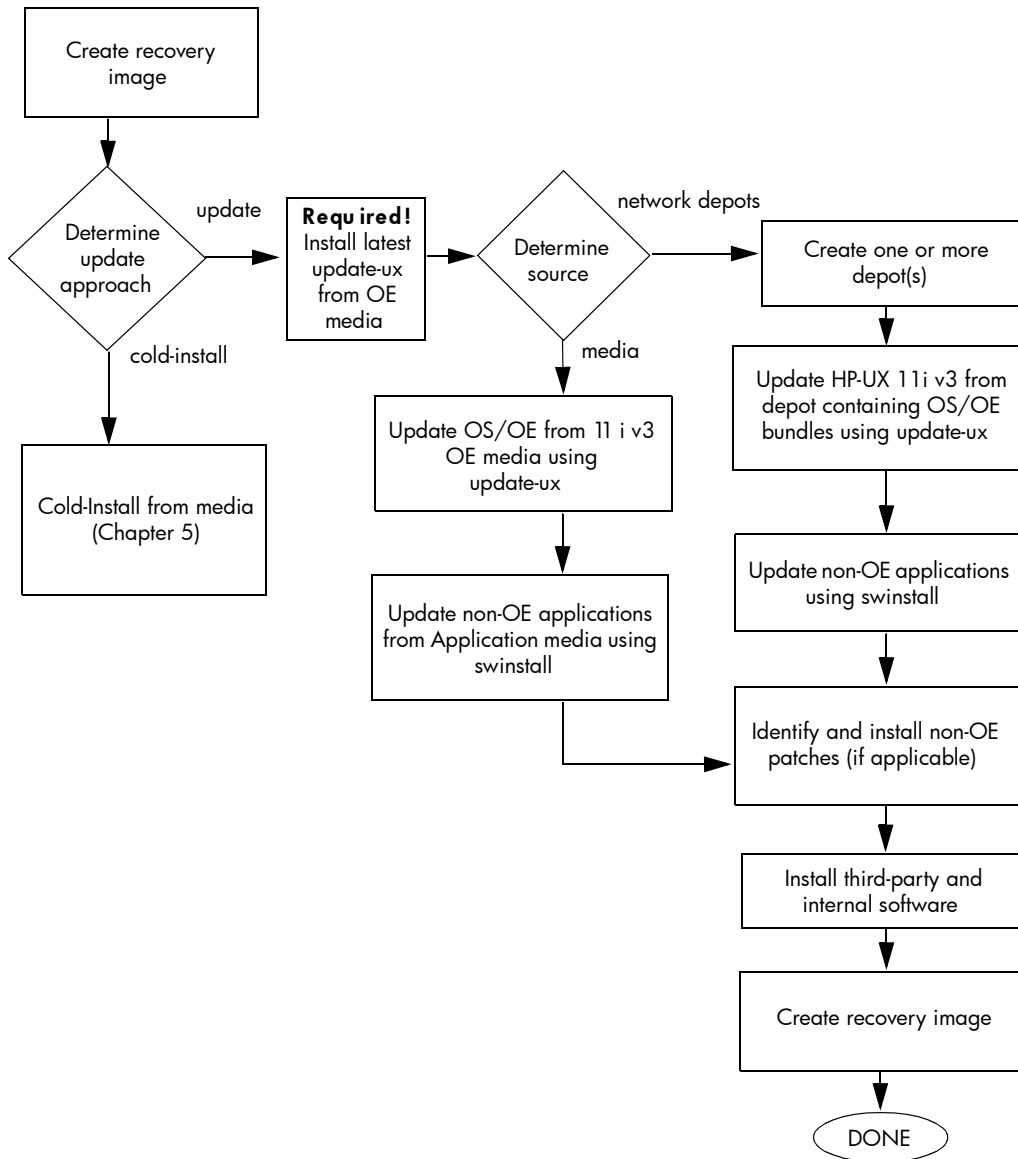 Create recovery
image
Determine
update
approach
update
cold-install
Cold-Install from media
(Chapter 5)
Required!
Install latest
update-ux
from OE
media
Determine
source
media
Update OS/OE from 11 i v3
OE media using
update-ux
Update non-OE applications
from Application media using
swinstall
network depots
Create one or more
depot(s)
Update HP-UX 11i v3 from
depot containing OS/OE
bundles using update-ux
Update non-OE applications
using swinstall
Identify and install non-OE
patches (if applicable)
Install third-party and
internal software
Create recovery image
DONE